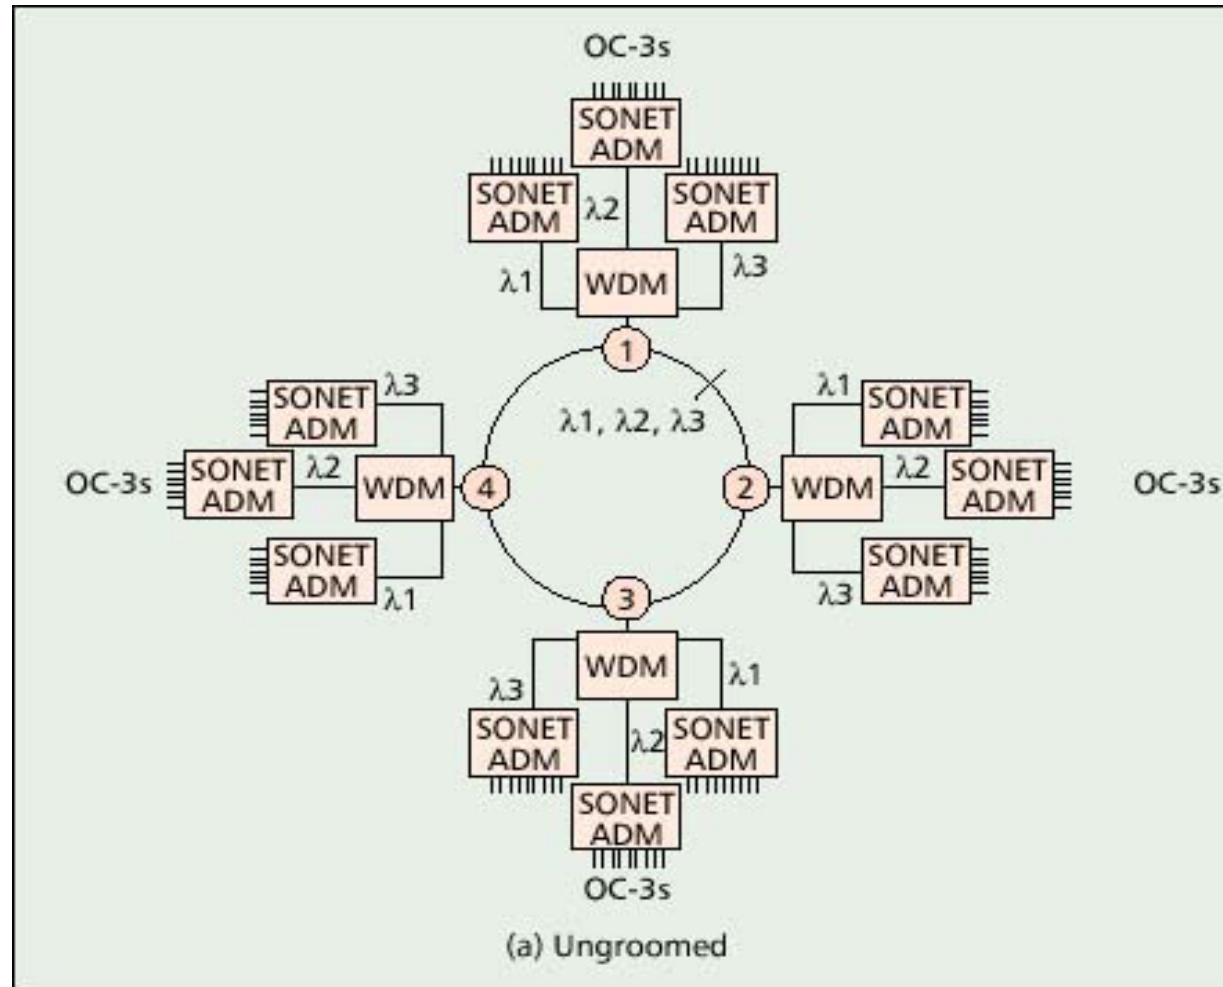 OC-3s
SONET
ADM
SONET
ADM
λ2
SONET
ADM
λ1
WDM
λ3
1
λ1, λ2, λ3
SONET
ADM
λ3
OC-3s
SONET
ADM
λ2
WDM
4
SONET
ADM
λ1
2
WDM
λ1
SONET
ADM
λ2
SONET
ADM
OC-3s
λ3
SONET
ADM
3
WDM
λ3
λ1
SONET
ADM
λ2
SONET
ADM
SONET
ADM
OC-3s
(a) Ungroomed